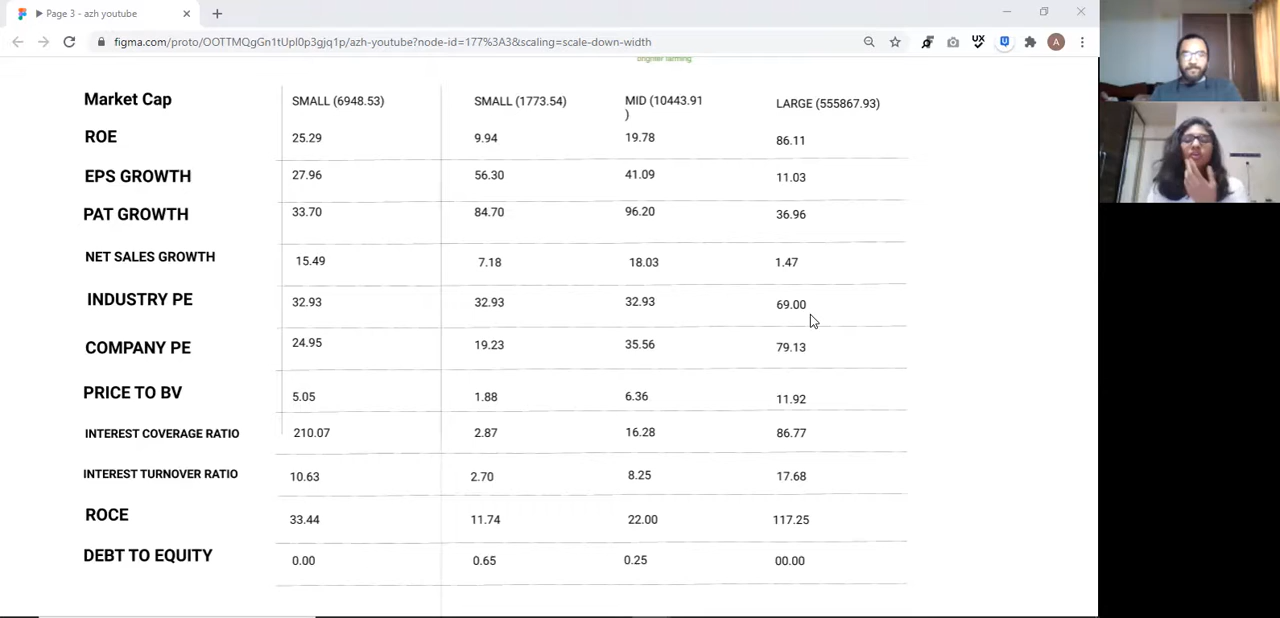 Page 3 - azh youtube
figma.com/proto/OOTTMQgGn1tUpl0p3gjq1p/azh-youtube?node-id=177%3A3&scaling=scale-down-width
UX
A
brighter farming.
Market Cap SMALL (6948.53) SMALL (1773.54) MID (10443.91 LARGE (555867.93)
)
ROE 25.29 9.94 19.78 86.11
EPS GROWTH 27.96 56.30 41.09 11.03
PAT GROWTH 33.70 84.70 96.20 36.96
NET SALES GROWTH 15.49 7.18 18.03 1.47
INDUSTRY PE 32.93 32.93 32.93 69.00
COMPANY PE 24.95 19.23 35.56 79.13
PRICE TO BV 5.05 1.88 6.36 11.92
INTEREST COVERAGE RATIO 210.07 2.87 16.28 86.77
INTEREST TURNOVER RATIO 10.63 2.70 8.25 17.68
ROCE 33.44 11.74 22.00 117.25
DEBT TO EQUITY 0.00 0.65 0.25 00.00